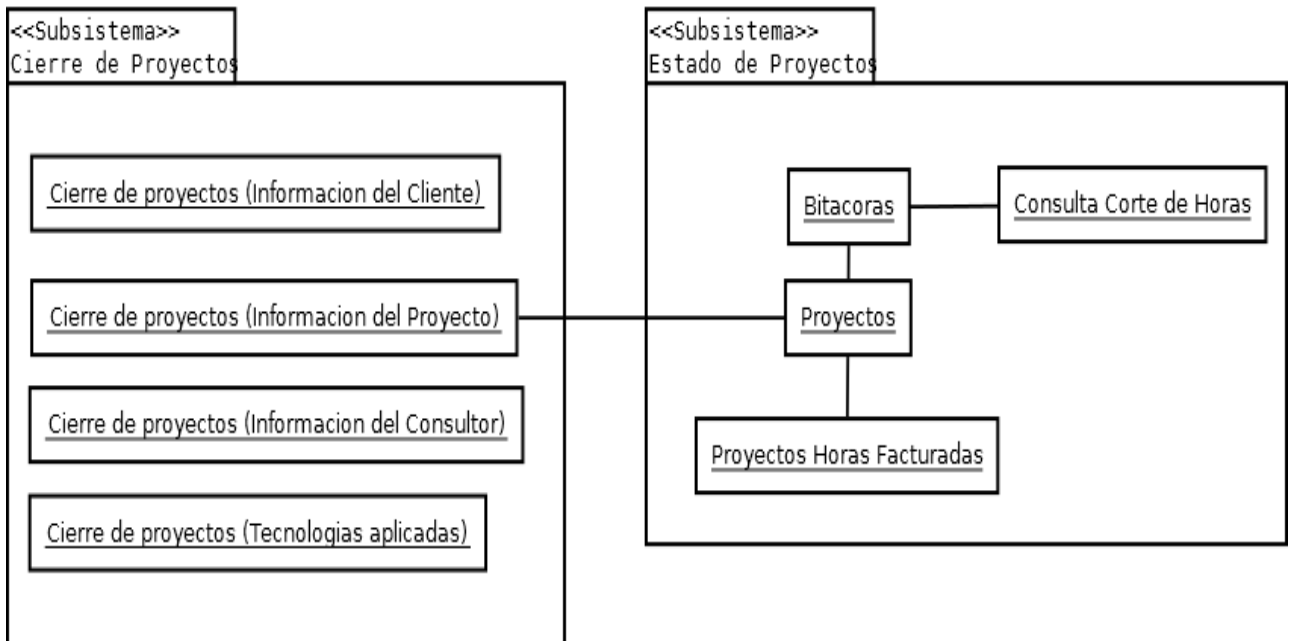 <<Subsistema>>
Cierre de Proyectos
Cierre de proyectos (Informacion del Cliente)
Cierre de proyectos (Informacion del Proyecto)
Cierre de proyectos (Informacion del Consultor)
Cierre de proyectos (Tecnologias aplicadas)
<<Subsistema>>
Estado de Proyectos
Bitacoras
Consulta Corte de Horas
Proyectos
Proyectos Horas Facturadas